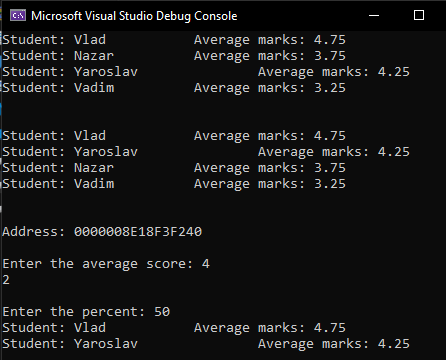 Microsoft Visual Studio Debug Console
Student: Vlad Average marks: 4.75
Student: Nazar Average marks: 3.75
Student: Yaroslav Average marks: 4.25
Student: Vadim Average marks: 3.25
Student: Vlad Average marks: 4.75
Student: Yaroslav Average marks: 4.25
Student: Nazar Average marks: 3.75
Student: Vadim Average marks: 3.25
Address: 0000008E18F3F240
Enter the average score: 4
2
Enter the percent: 50
Student: Vlad Average marks: 4.75
Student: Yaroslav Average marks: 4.25